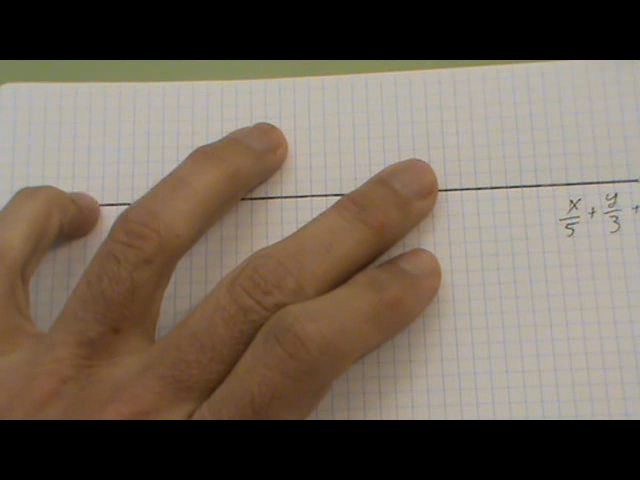 x/5 + y/3 +